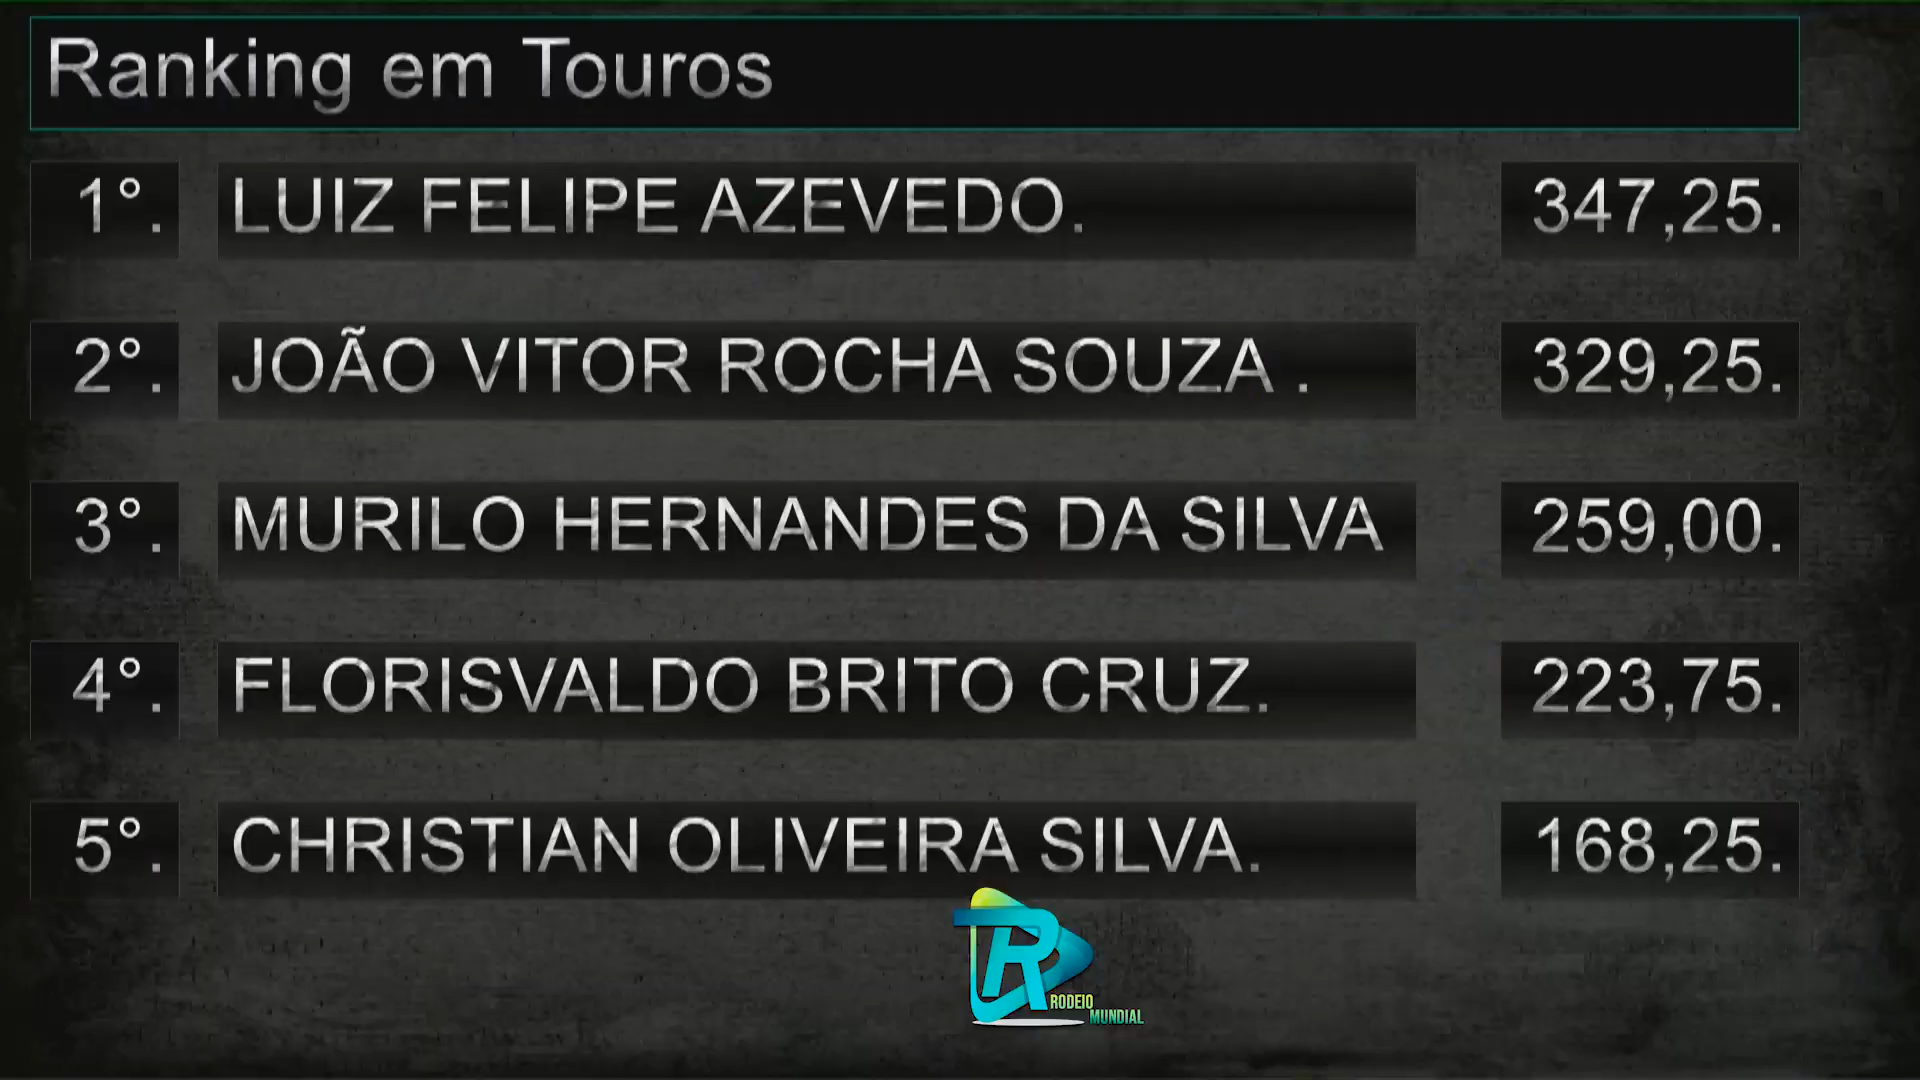 Ranking em Touros
1°. LUIZ FELIPE AZEVEDO. 347,25.
2°. JOÃO VITOR ROCHA SOUZA . 329,25.
3°. MURILO HERNANDES DA SILVA 259,00.
4°. FLORISVALDO BRITO CRUZ. 223,75.
5°. CHRISTIAN OLIVEIRA SILVA. 168,25.
R
RODEIO
MUNDIAL